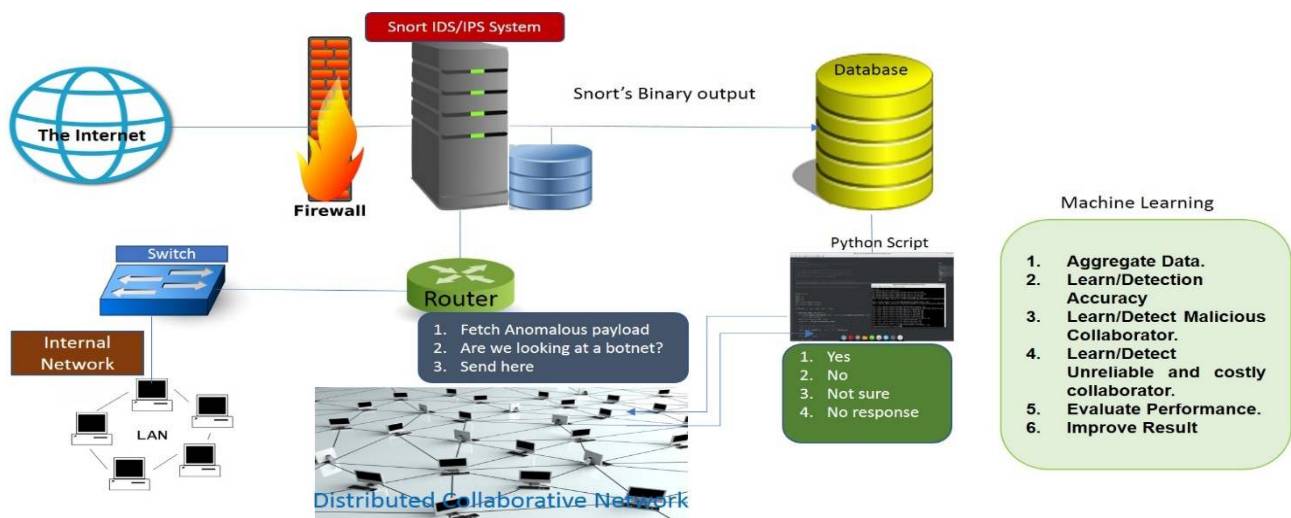 Snort IDS/IPS System
Database
Snort's Binary output
The Internet
Firewall
Machine Learning
Switch
Python Script
Router
1. Aggregate Data.
2. Learn/Detection
Accuracy
3. Learn/Detect Malicious
Collaborator.
4. Learn/Detect
Unreliable and costly
collaborator.
5. Evaluate Performance.
6. Improve Result
Internal
Network
1. Fetch Anomalous payload
2. Are we looking at a botnet?
3. Send here
1. Yes
2. No
3. Not sure
4. No response
LAN
Distributed Collaborative Network